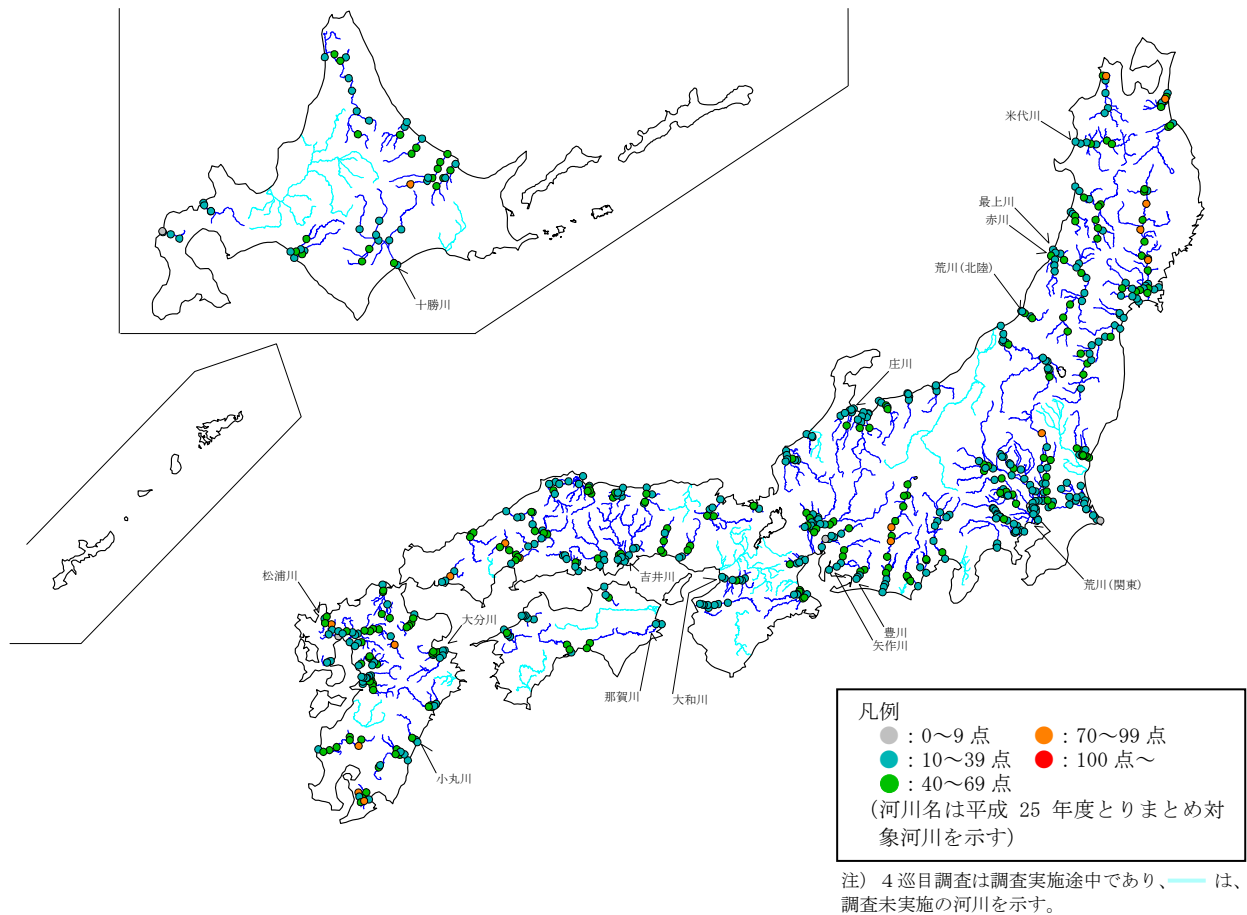 米代川
最上川
赤川
荒川(北陸)
十勝川
庄川
松浦川
大分川
吉井川
荒川(関東)
豊川
矢作川
那賀川
大和川
小丸川
凡例
:0~9 点
:70~99 点
:10~39 点
:100 点~
:40~69 点
(河川名は平成 25 年度とりまとめ対
象河川を示す)
注) 4巡目調査は調査実施途中であり、 は、
調査未実施の河川を示す。